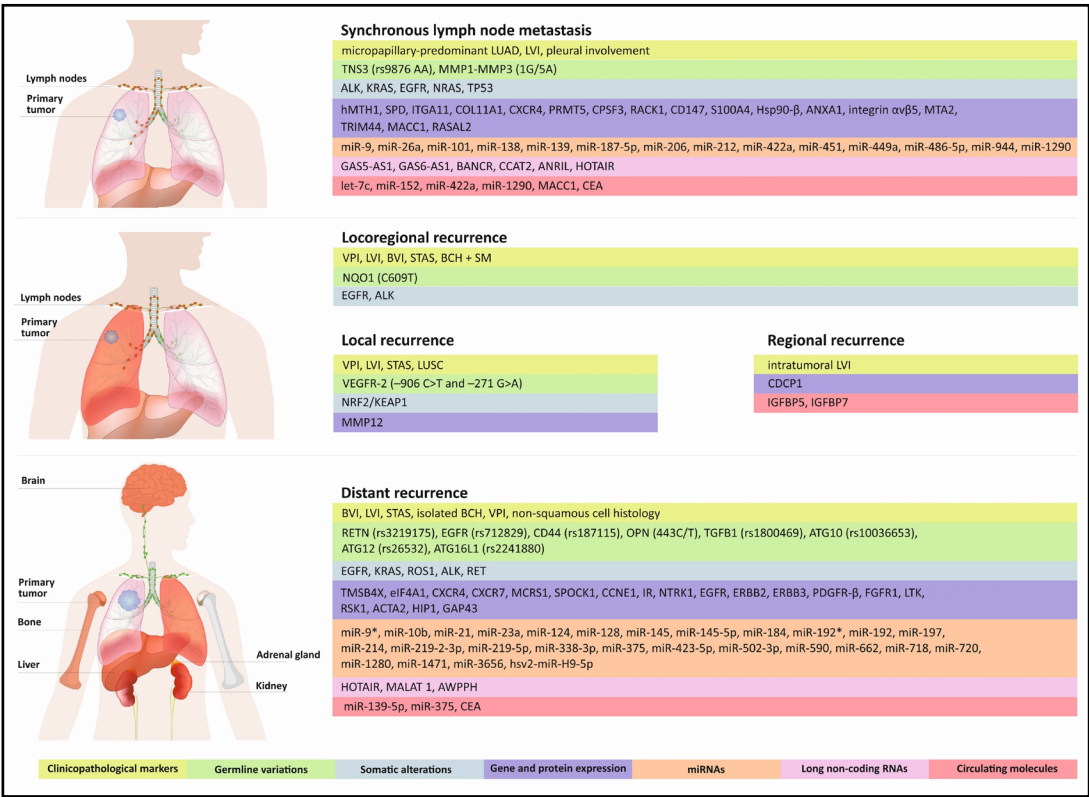 Synchronous lymph node metastasis
Lymph nodes
Primary
tumor
micropapillary-predominant LUAD, LVI, pleural involvement
TNS3 (rs9876 AA), MMP1-MMP3 (1G/5A)
ALK, KRAS, EGFR, NRAS, TP53
hMTH1, SPD, ITGA11, COL11A1, CXCR4, PRMT5, CPSF3, RACK1, CD147, S100A4, Hsp90-β, ANXA1, integrin αvβ5, MTA2,
TRIM44, MACC1, RASAL2
miR-9, miR-26a, miR-101, miR-138, miR-139, miR-187-5p, miR-206, miR-212, miR-422a, miR-451, miR-449a, miR-486-5p, miR-944, miR-1290
GAS5-AS1, GAS6-AS1, BANCR, CCAT2, ANRIL, HOTAIR
let-7c, miR-152, miR-422a, miR-1290, MACC1, CEA
Locoregional recurrence
Lymph nodes
Primary
tumor
VPI, LVI, BVI, STAS, BCH + SM
NQO1 (C609T)
EGFR, ALK
Local recurrence
VPI, LVI, STAS, LUSC
VEGFR-2 (–906 C>T and –271 G>A)
NRF2/KEAP1
MMP12
Regional recurrence
intratumoral LVI
CDCP1
IGFBP5, IGFBP7
Distant recurrence
Brain
Primary
tumor
Bone
Liver
Adrenal gland
Kidney
BVI, LVI, STAS, isolated BCH, VPI, non-squamous cell histology
RETN (rs3219175), EGFR (rs712829), CD44 (rs187115), OPN (443C/T), TGFB1 (rs1800469), ATG10 (rs10036653),
ATG12 (rs26532), ATG16L1 (rs2241880)
EGFR, KRAS, ROS1, ALK, RET
TMSB4X, eIF4A1, CXCR4, CXCR7, MCRS1, SPOCK1, CCNE1, IR, NTRK1, EGFR, ERBB2, ERBB3, PDGFR-β, FGFR1, LTK,
RSK1, ACTA2, HIP1, GAP43
miR-9*, miR-10b, miR-21, miR-23a, miR-124, miR-128, miR-145, miR-145-5p, miR-184, miR-192*, miR-192, miR-197,
miR-214, miR-219-2-3p, miR-219-5p, miR-338-3p, miR-375, miR-423-5p, miR-502-3p, miR-590, miR-662, miR-718, miR-720,
miR-1280, miR-1471, miR-3656, hsv2-miR-H9-5p
HOTAIR, MALAT 1, AWPPH
miR-139-5p, miR-375, CEA
Clinicopathological markers
Germline variations
Somatic alterations
Gene and protein expression
miRNAs
Long non-coding RNAs
Circulating molecules